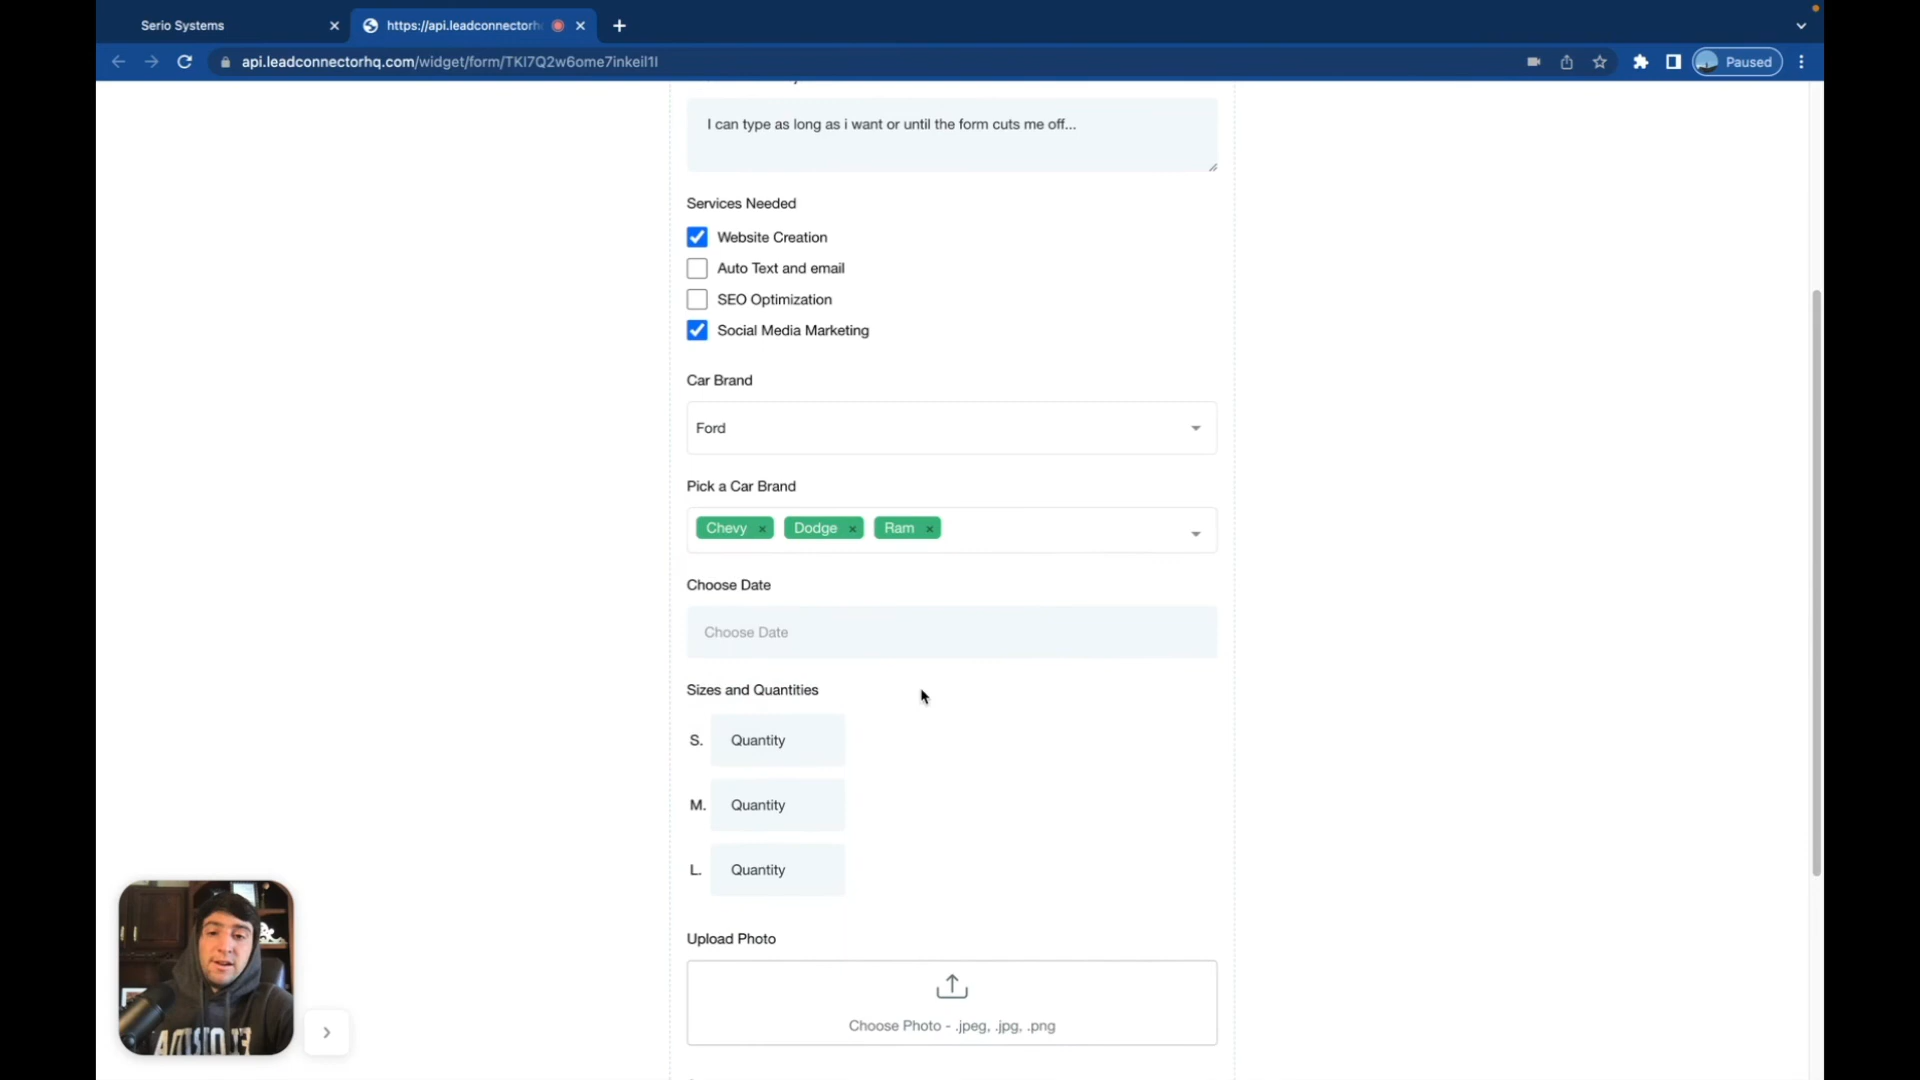 Serio Systems
https://api.leadconnectorh
api.leadconnectorhq.com/widget/form/TKI7Q2w6ome7inkeil1I
Paused
I can type as long as i want or until the form cuts me off...
Services Needed
Website Creation
Auto Text and email
SEO Optimization
Social Media Marketing
Car Brand
Ford
Pick a Car Brand
Chevy ×
Dodge ×
Ram ×
Choose Date
Choose Date
Sizes and Quantities
S. Quantity
M. Quantity
L. Quantity
Upload Photo
Choose Photo - .jpeg, .jpg, .png